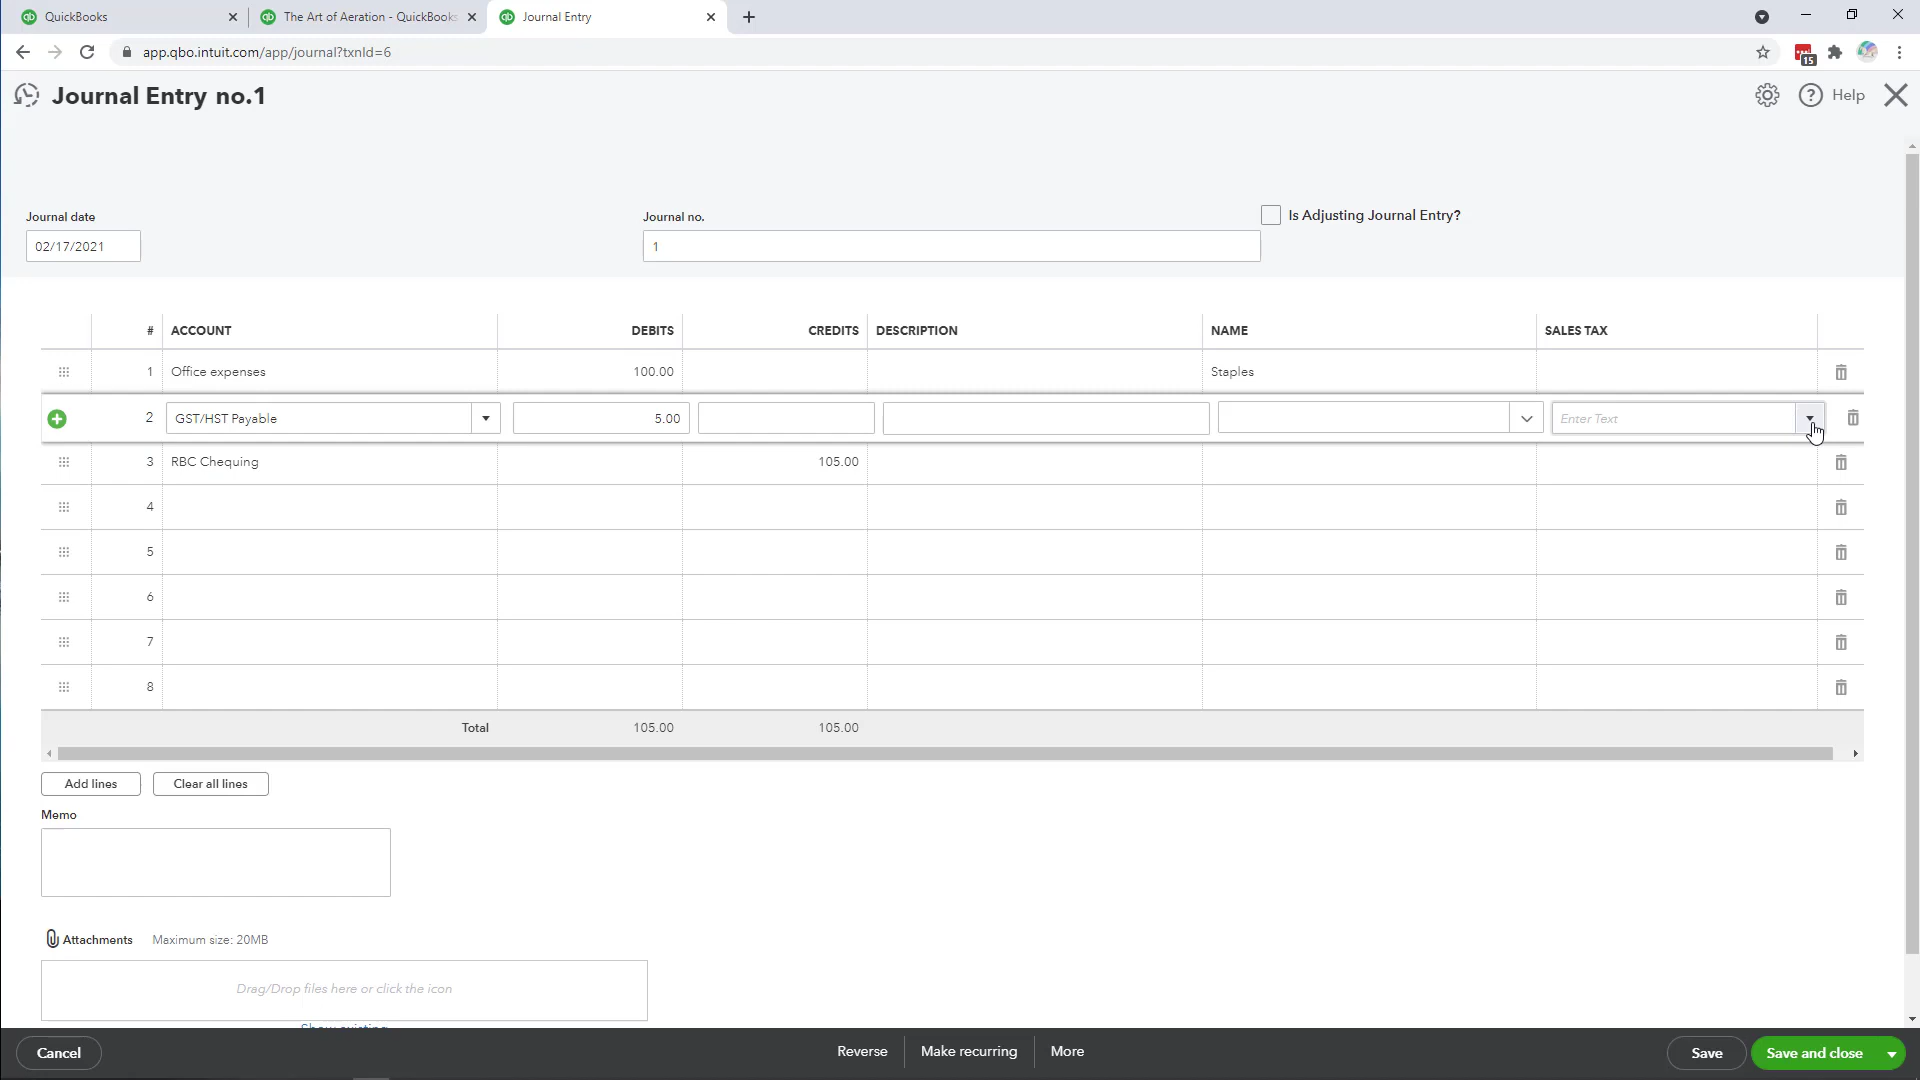 QuickBooks
The Art of Aeration - QuickBooks
Journal Entry
app.qbo.intuit.com/app/journal?txnId=6
15
Journal Entry no.1
Help
Journal date
Journal no.
Is Adjusting Journal Entry?
02/17/2021
1
# ACCOUNT DEBITS CREDITS DESCRIPTION NAME SALES TAX
1 Office expenses 100.00 Staples
2 GST/HST Payable 5.00 Enter Text
3 RBC Chequing 105.00
4
5
6
7
8
Total 105.00 105.00
Add lines Clear all lines
Memo
Attachments Maximum size: 20MB
Drag/Drop files here or click the icon
Show existing
Cancel Reverse Make recurring More Save Save and close